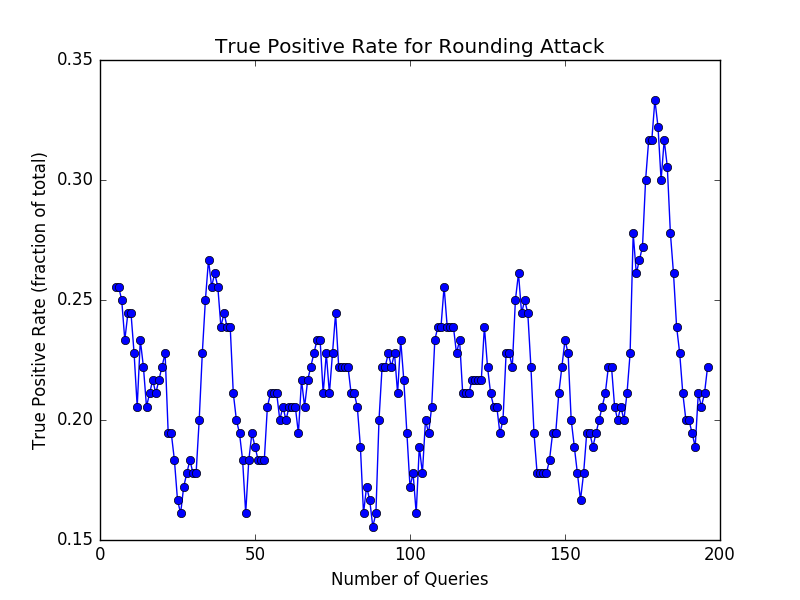 True Positive Rate for Rounding Attack
0.35
0.30
0.25
0.20
0.15
True Positive Rate (fraction of total)
0 50 100 150 200
Number of Queries